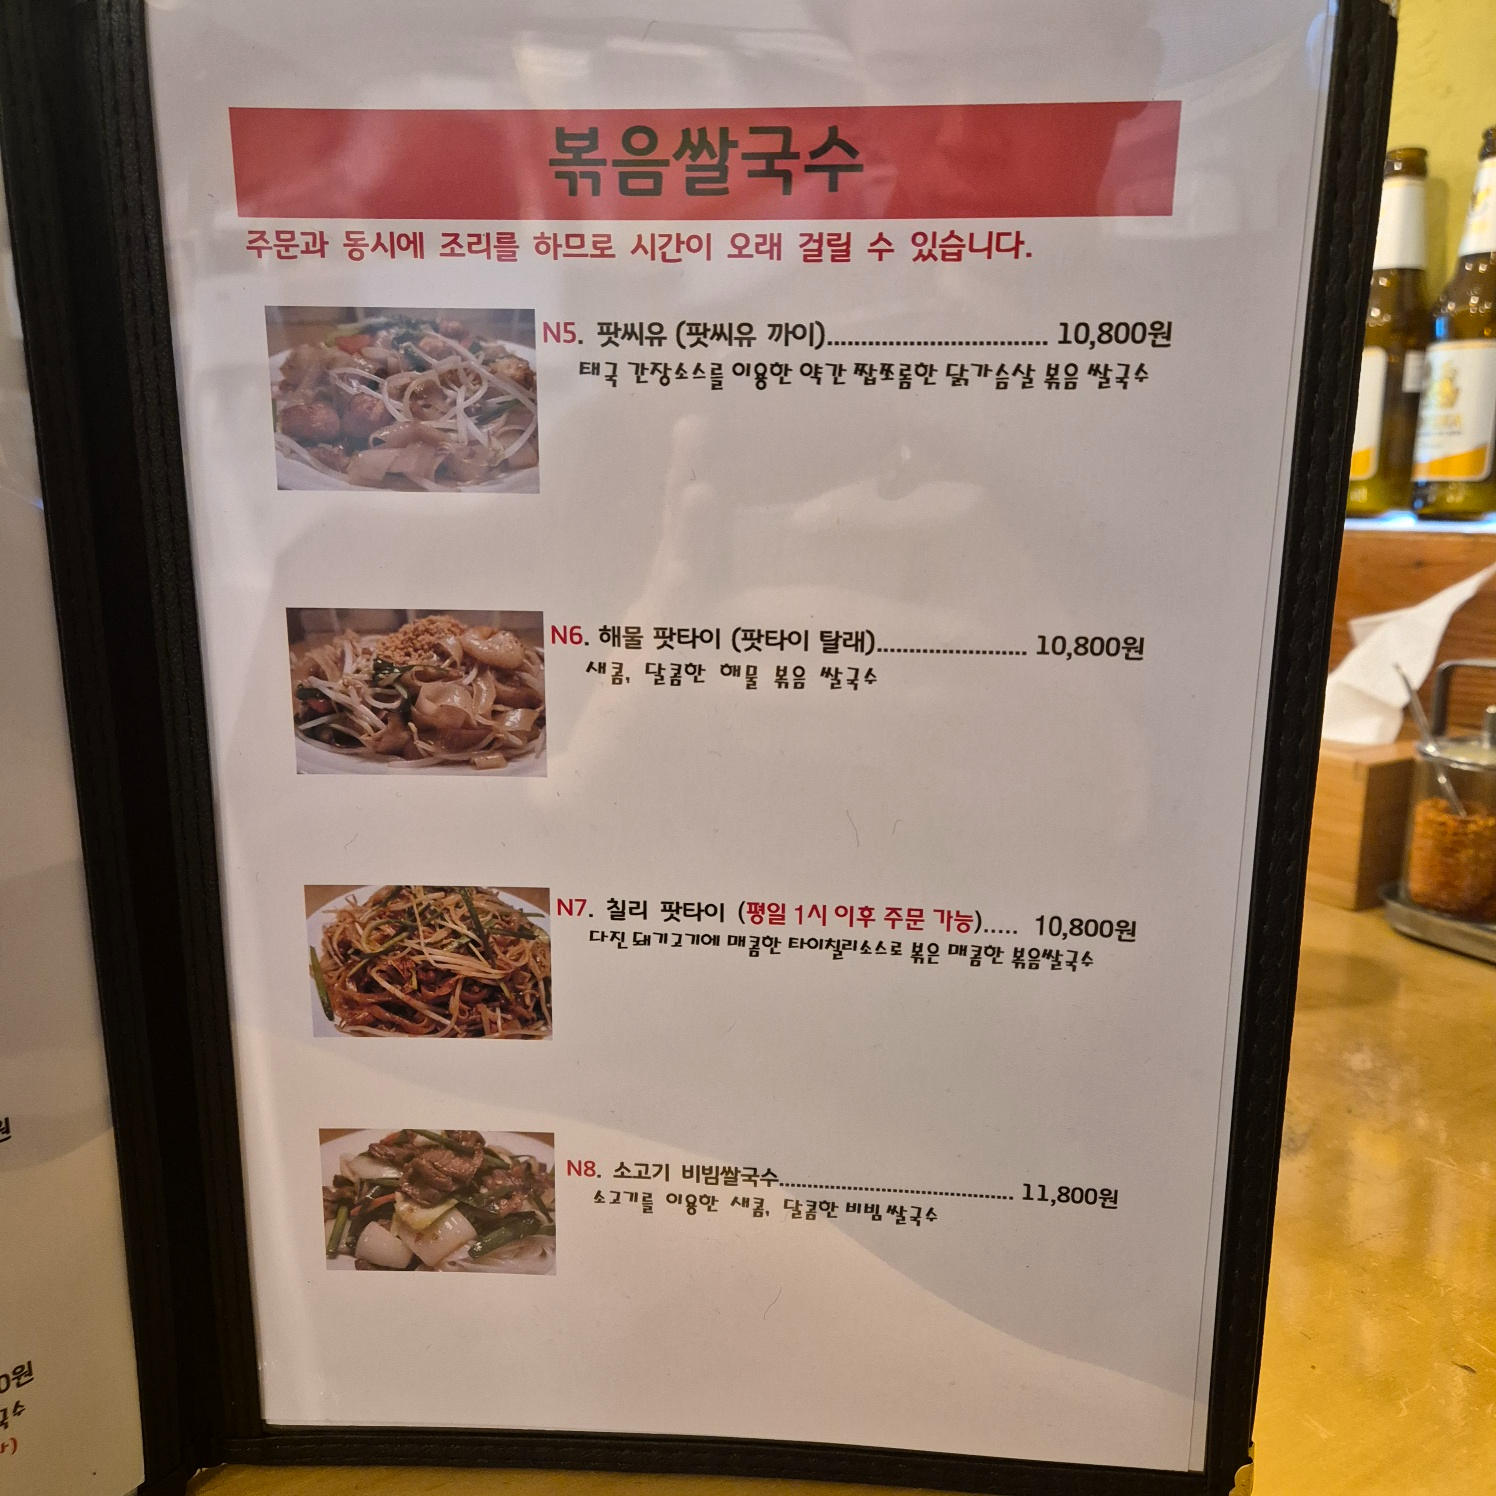 볶음쌀국수
주문과 동시에 조리를 하므로 시간이 오래 걸릴 수 있습니다.
N5. 팟씨유 (팟씨유 까이)................................ 10,800원
태국 간장소스를 이용한 약간 짭쪼롬한 닭가슴살 볶음 쌀국수
N6. 해물 팟타이 (팟타이 탈래)....................... 10,800원
새콤, 달콤한 해물 볶음 쌀국수
N7. 칠리 팟타이 (평일 1시 이후 주문 가능)..... 10,800원
다진 돼기고기에 매콤한 타이칠리소스로 볶은 매콤한 볶음쌀국수
N8. 소고기 비빔쌀국수........................................ 11,800원
소고기를 이용한 새콤, 달콤한 비빔 쌀국수
원
0원
국수